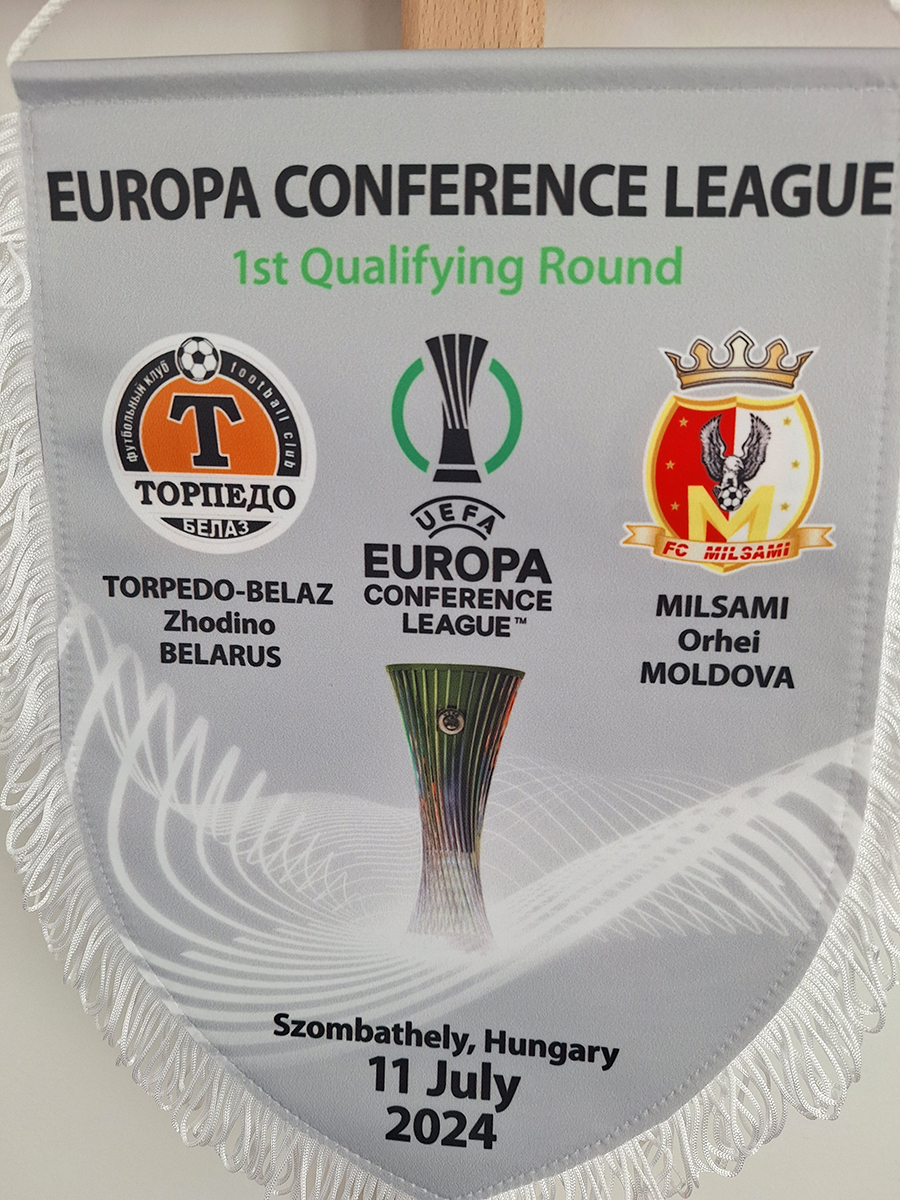 EUROPA CONFERENCE LEAGUE
1st Qualifying Round
футбольный клуб football club
Т
ТОРПЕДО
БЕЛАЗ
TORPEDO-BELAZ
Zhodino
BELARUS
UEFA
EUROPA
CONFERENCE
LEAGUE™
M
FC MILSAMI
MILSAMI
Orhei
MOLDOVA
Szombathely, Hungary
11 July
2024